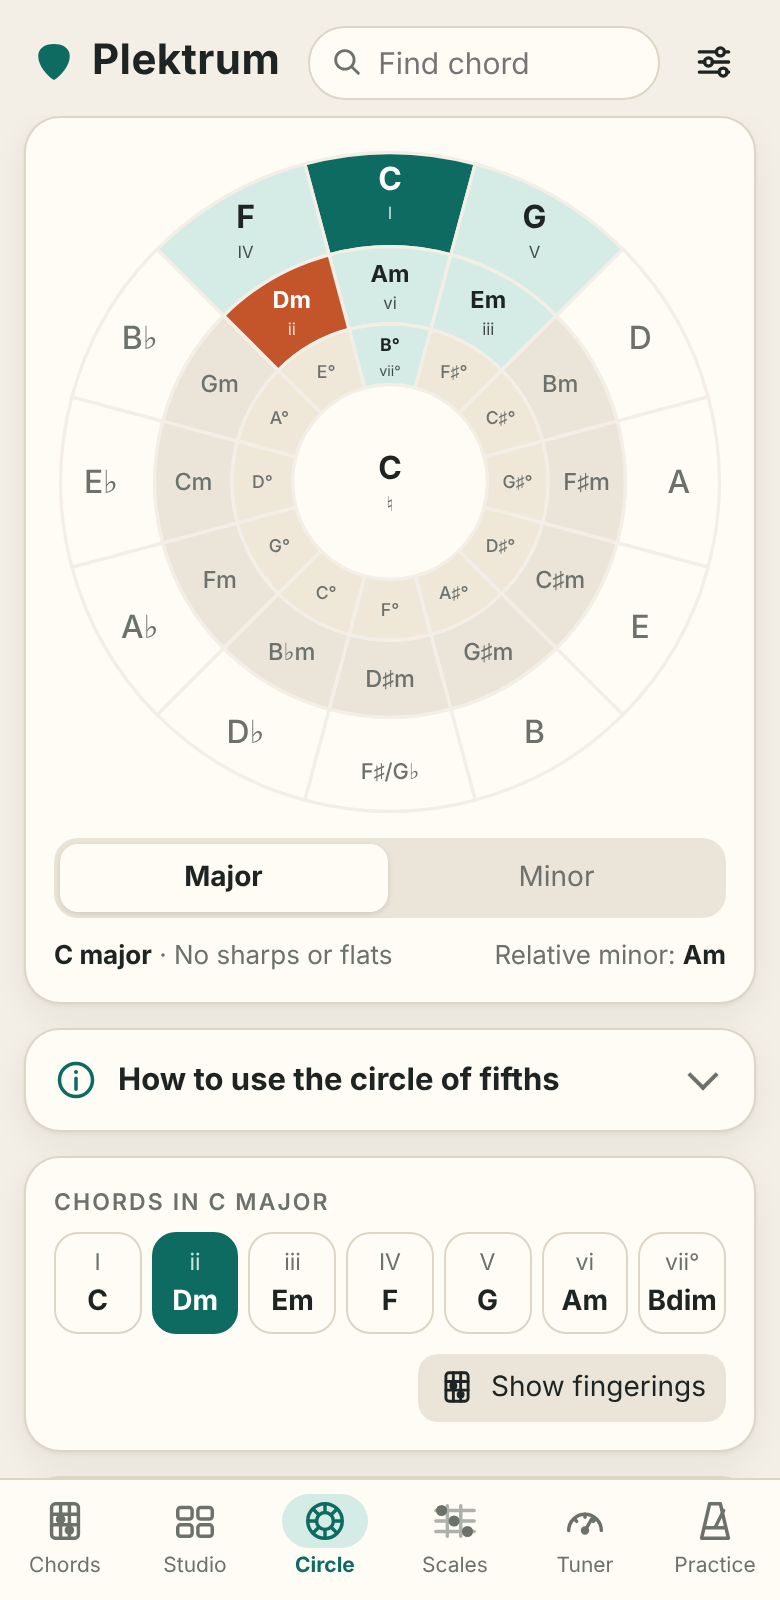 Plektrum
Find chord
C
I
F
IV
G
V
Am
vi
Dm
ii
Em
iii
B°
vii°
B♭
D
E°
F♯°
Gm
Bm
A°
C♯°
E♭
Cm
D°
C
♮
G♯°
F♯m
A
G°
D♯°
Fm
C♯m
C°
A♯°
F°
A♭
E
B♭m
G♯m
D♯m
D♭
B
F♯/G♭
Major
Minor
C major · No sharps or flats
Relative minor: Am
How to use the circle of fifths
CHORDS IN C MAJOR
I
C
ii
Dm
iii
Em
IV
F
V
G
vi
Am
vii°
Bdim
Show fingerings
Chords
Studio
Circle
Scales
Tuner
Practice